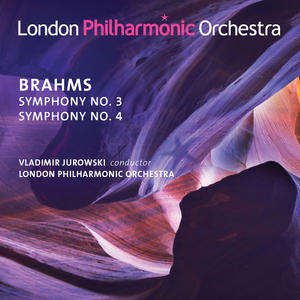 London Philharmonic Orchestra
BRAHMS
SYMPHONY NO. 3
SYMPHONY NO. 4
VLADIMIR JUROWSKI conductor
LONDON PHILHARMONIC ORCHESTRA